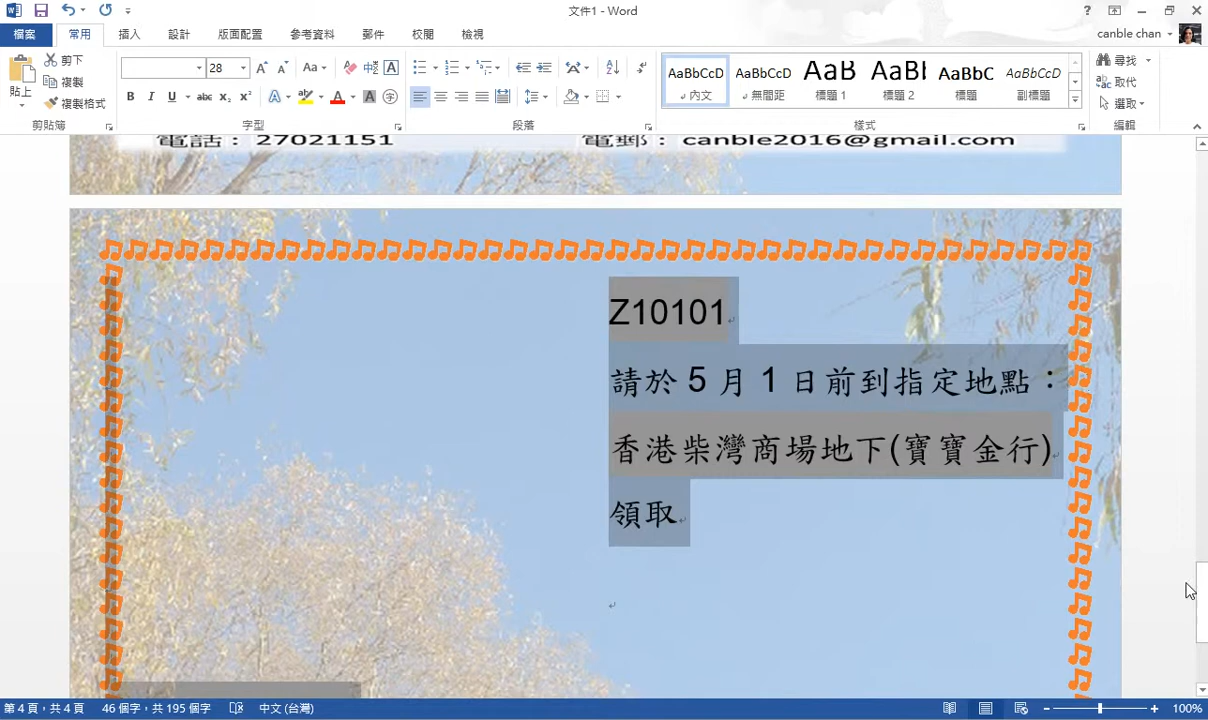 文件1 - Word
檔案 常用 插入 設計 版面配置 參考資料 郵件 校閱 檢視 canble chan
貼上 剪下 複製 複製格式
28
AaBbCcD AaBbCcD AaB AaBb AaBbC AaBbCcD
內文 無間距 標題 1 標題 2 標題 副標題
尋找 取代 選取
剪貼簿 字型 段落 樣式 編輯
電話：27021151 電郵：canble2016@gmail.com
Z10101
請於 5 月 1 日前到指定地點：
香港柴灣商場地下(寶寶金行)
領取
第 4 頁，共 4 頁 46 個字，共 195 個字 中文 (台灣) 100%